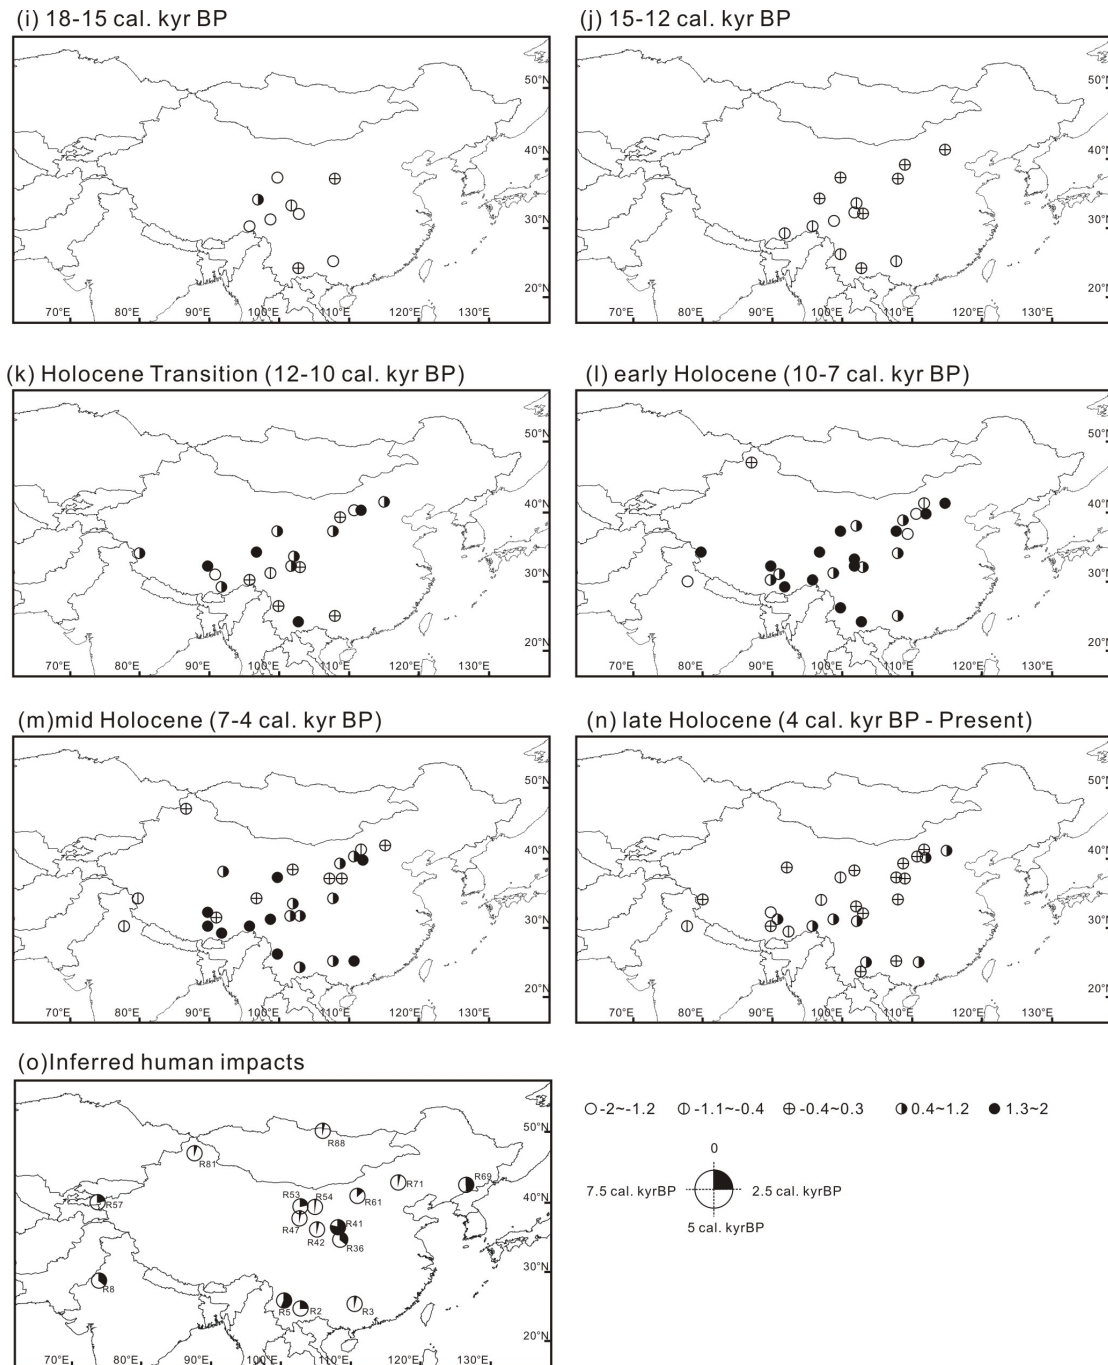 (i) 18-15 cal. kyr BP
50°N
40°N
30°N
20°N
70°E 80°E 90°E 100°E 110°E 120°E 130°E
(j) 15-12 cal. kyr BP
50°N
40°N
30°N
20°N
70°E 80°E 90°E 100°E 110°E 120°E 130°E
(k) Holocene Transition (12-10 cal. kyr BP)
50°N
40°N
30°N
20°N
70°E 80°E 90°E 100°E 110°E 120°E 130°E
(l) early Holocene (10-7 cal. kyr BP)
50°N
40°N
30°N
20°N
70°E 80°E 90°E 100°E 110°E 120°E 130°E
(m)mid Holocene (7-4 cal. kyr BP)
50°N
40°N
30°N
20°N
70°E 80°E 90°E 100°E 110°E 120°E 130°E
(n) late Holocene (4 cal. kyr BP - Present)
50°N
40°N
30°N
20°N
70°E 80°E 90°E 100°E 110°E 120°E 130°E
(o)Inferred human impacts
50°N
40°N
30°N
20°N
R88
R81
R71
R69
R57
R53
R54
R61
R47
R41
R42
R36
R8
R5
R2
R3
70°E 80°E 90°E 100°E 110°E 120°E 130°E
-2~-1.2 -1.1~-0.4 -0.4~0.3 0.4~1.2 1.3~2
0
7.5 cal. kyrBP 2.5 cal. kyrBP
5 cal. kyrBP